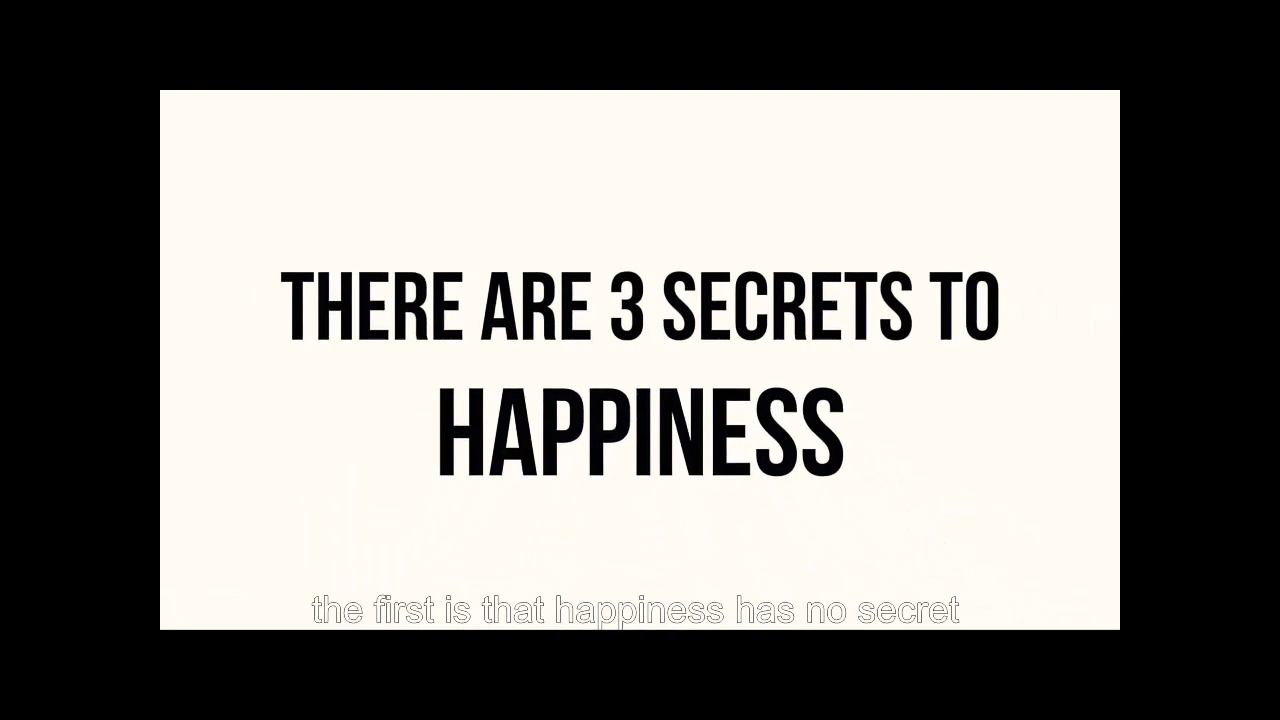 THERE ARE 3 SECRETS TO
HAPPINESS
the first is that happiness has no secret